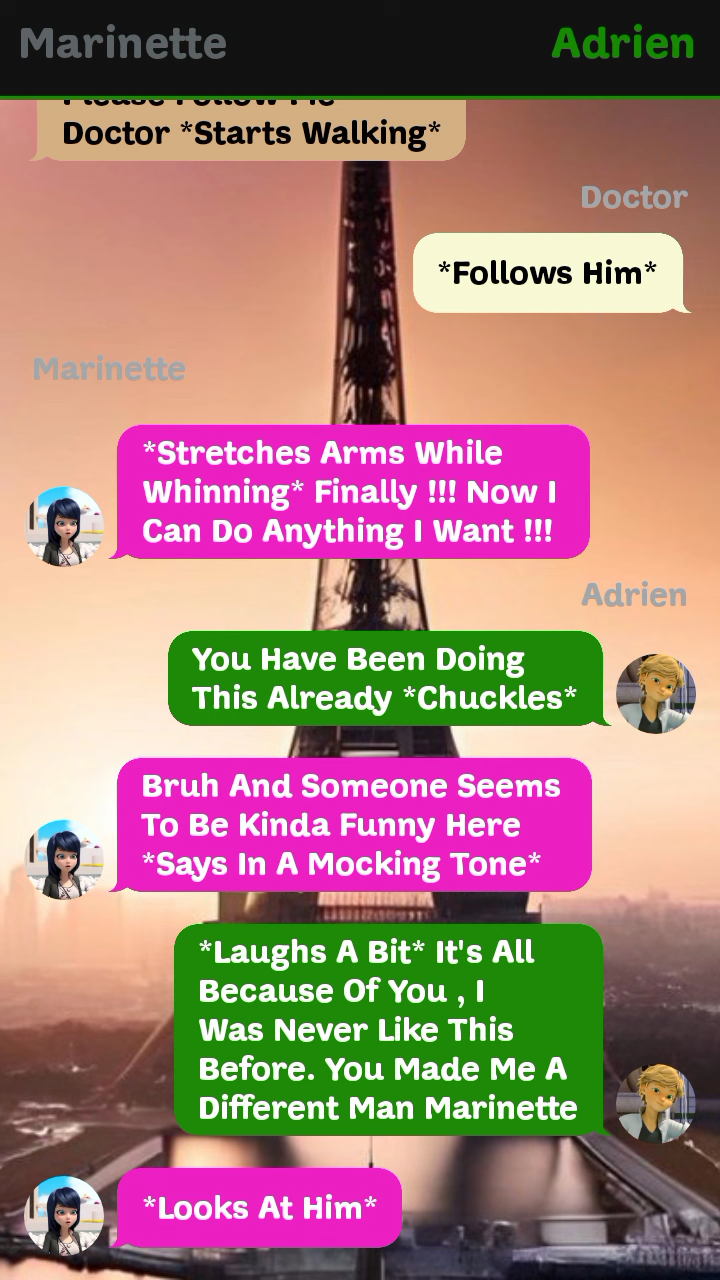 Marinette
Adrien
Please Follow Me
Doctor *Starts Walking*
Doctor
*Follows Him*
Marinette
*Stretches Arms While
Whinning* Finally !!! Now I
Can Do Anything I Want !!!
Adrien
You Have Been Doing
This Already *Chuckles*
Bruh And Someone Seems
To Be Kinda Funny Here
*Says In A Mocking Tone*
*Laughs A Bit* It's All
Because Of You , I
Was Never Like This
Before. You Made Me A
Different Man Marinette
*Looks At Him*